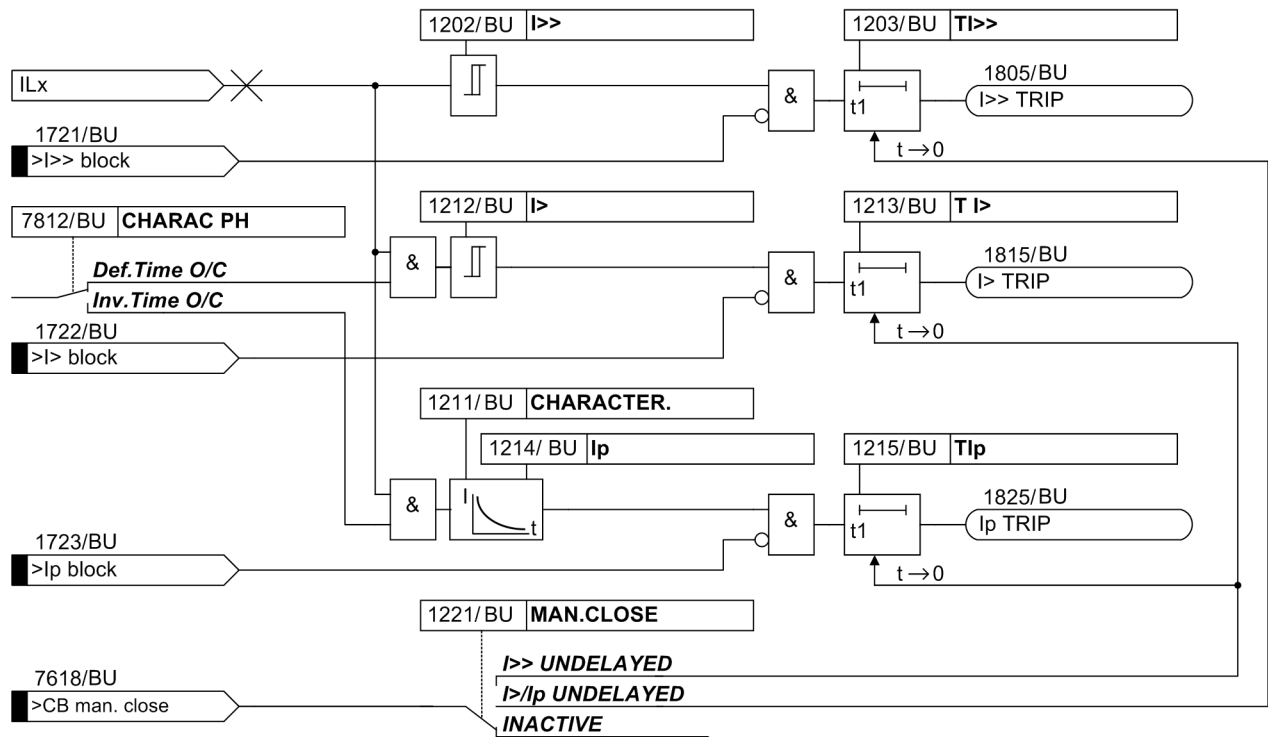 1202/BU I>>
1203/BU TI>>
ILx
&
t1
1805/BU
I>> TRIP
1721/BU
>I>> block
t→0
7812/BU CHARAC PH
1212/BU I>
1213/BU T I>
Def.Time O/C
Inv.Time O/C
&
&
t1
1815/BU
I> TRIP
1722/BU
>I> block
t→0
1211/BU CHARACTER.
1214/ BU Ip
1215/BU TIp
&
I
t
&
t1
1825/BU
Ip TRIP
1723/BU
>Ip block
t→0
1221/BU MAN.CLOSE
I>> UNDELAYED
7618/BU
>CB man. close
I>/Ip UNDELAYED
INACTIVE